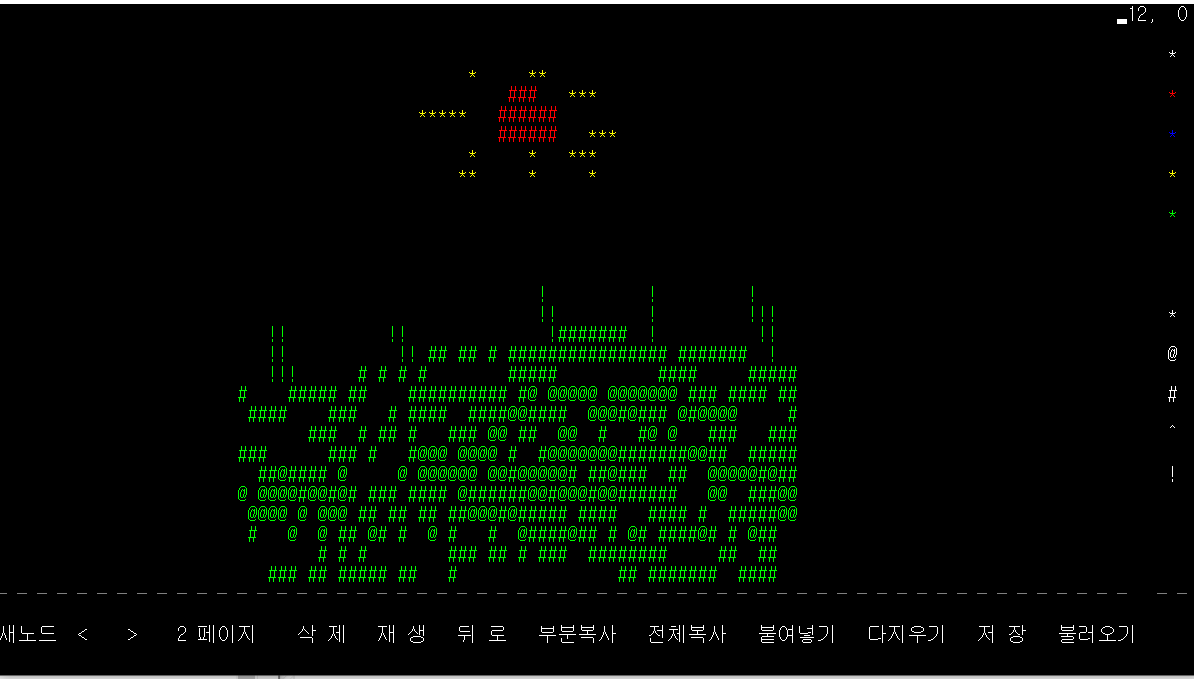 12, 0
새노드 < > 2 페이지 삭 제 재 생 뒤 로 부분복사 전체복사 붙여넣기 다지우기 저 장 불러오기